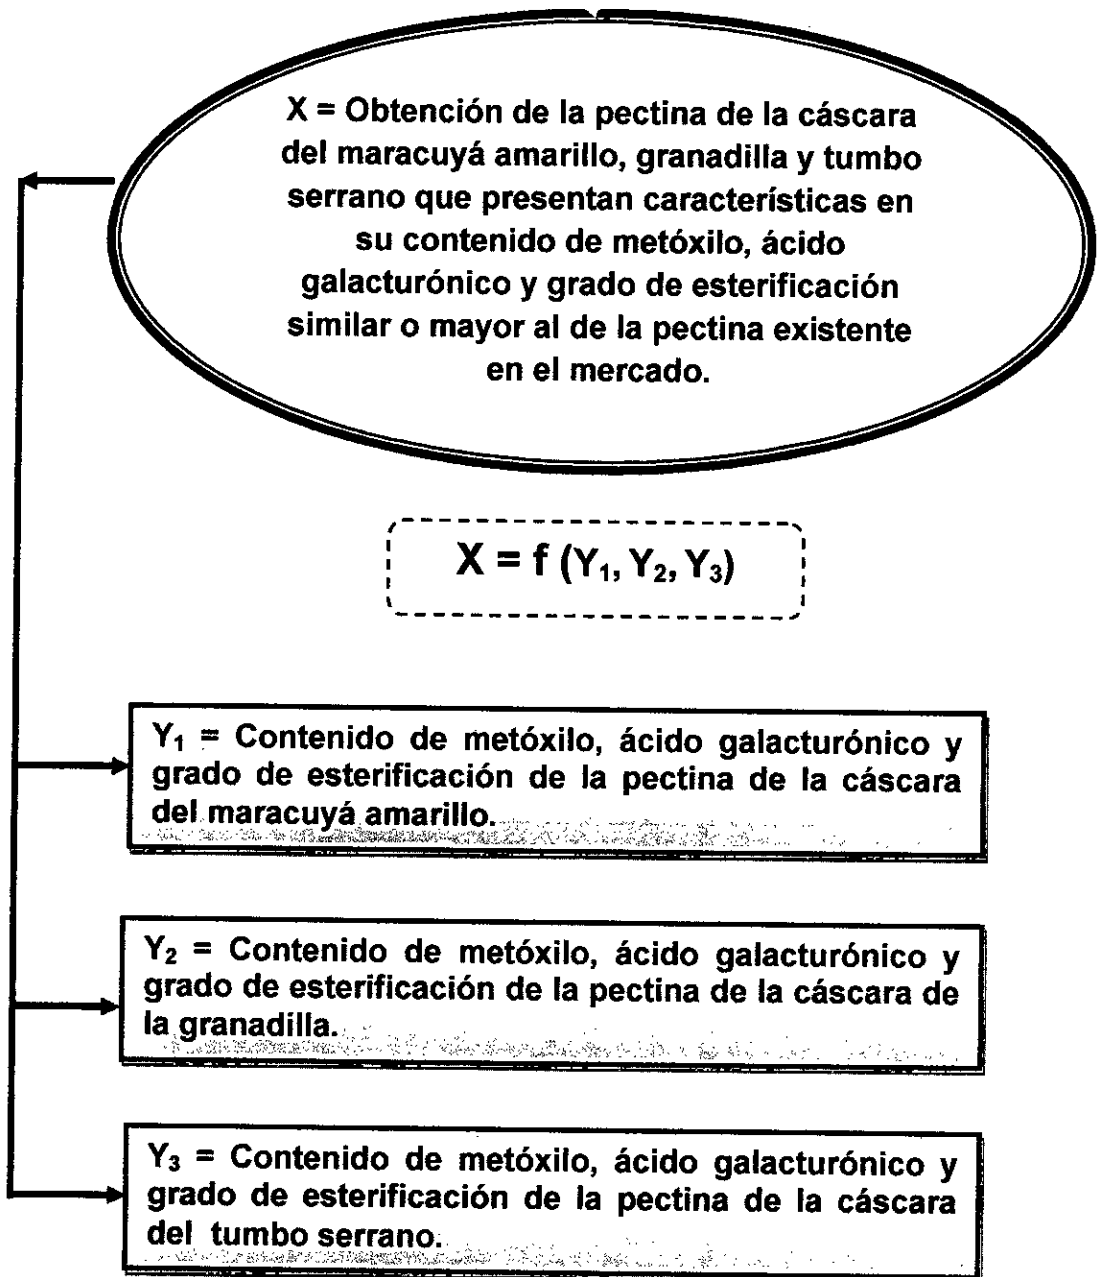 X = Obtención de la pectina de la cáscara
del maracuyá amarillo, granadilla y tumbo
serrano que presentan características en
su contenido de metóxilo, ácido
galacturónico y grado de esterificación
similar o mayor al de la pectina existente
en el mercado.
X = f (Y₁, Y₂, Y₃)
Y₁ = Contenido de metóxilo, ácido galacturónico y
grado de esterificación de la pectina de la cáscara
del maracuyá amarillo.
Y₂ = Contenido de metóxilo, ácido galacturónico y
grado de esterificación de la pectina de la cáscara de
la granadilla.
Y₃ = Contenido de metóxilo, ácido galacturónico y
grado de esterificación de la pectina de la cáscara
del tumbo serrano.